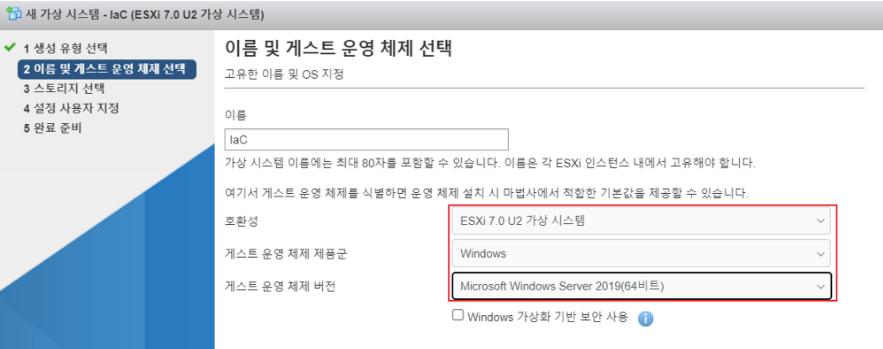 새 가상 시스템 - IaC (ESXi 7.0 U2 가상 시스템)
1 생성 유형 선택
2 이름 및 게스트 운영 체제 선택
3 스토리지 선택
4 설정 사용자 지정
5 완료 준비
이름 및 게스트 운영 체제 선택
고유한 이름 및 OS 지정
이름
IaC
가상 시스템 이름에는 최대 80자를 포함할 수 있습니다. 이름은 각 ESXi 인스턴스 내에서 고유해야 합니다.
여기서 게스트 운영 체제를 식별하면 운영 체제 설치 시 마법사에서 적합한 기본값을 제공할 수 있습니다.
호환성 ESXi 7.0 U2 가상 시스템
게스트 운영 체제 제품군 Windows
게스트 운영 체제 버전 Microsoft Windows Server 2019(64비트)
Windows 가상화 기반 보안 사용